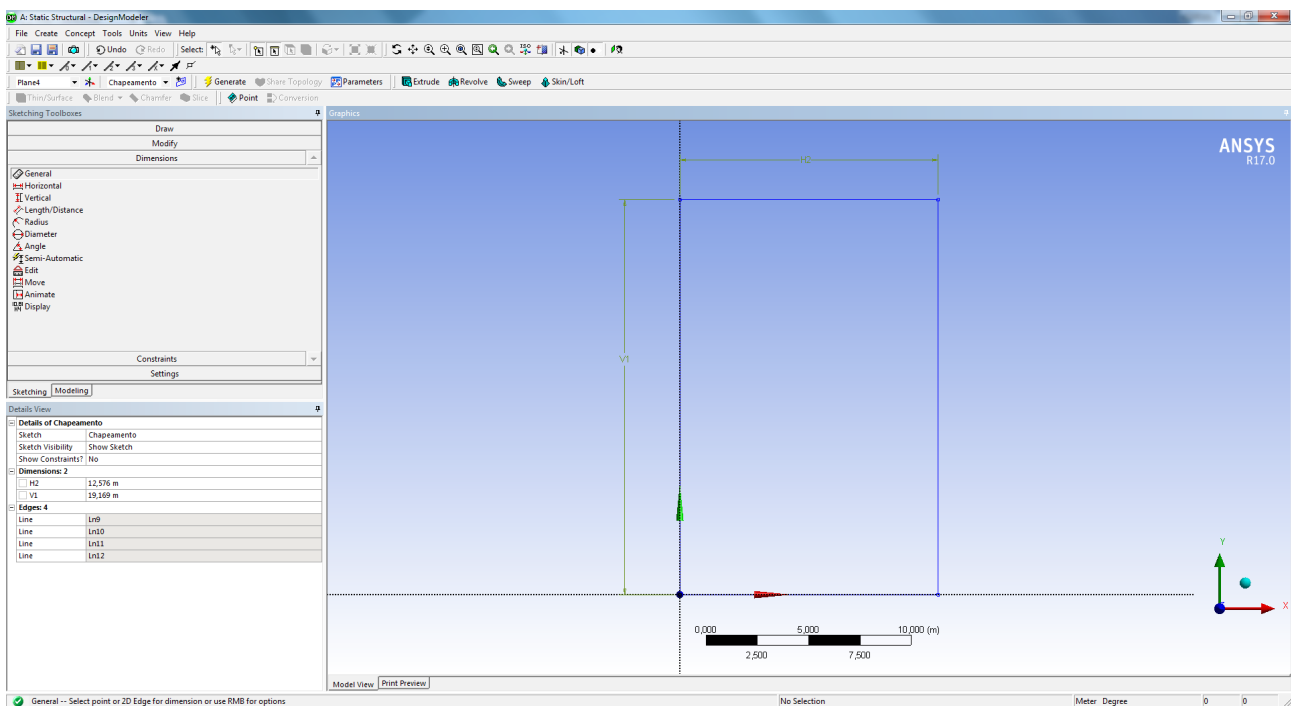 A: Static Structural - DesignModeler
File Create Concept Tools Units View Help
Undo Redo Select:
Plane4 Chapeamento Generate Share Topology Parameters Extrude Revolve Sweep Skin/Loft
Thin/Surface Blend Chamfer Slice Point Conversion
Sketching Toolboxes
Draw
Modify
Dimensions
General
Horizontal
Vertical
Length/Distance
Radius
Diameter
Angle
Semi-Automatic
Edit
Move
Animate
Display
Constraints
Settings
Sketching Modeling
Details View
Details of Chapeamento
Sketch Chapeamento
Sketch Visibility Show Sketch
Show Constraints? No
Dimensions: 2
H2 12,576 m
V1 19,169 m
Edges: 4
Line Ln9
Line Ln10
Line Ln11
Line Ln12
Graphics
ANSYS
R17.0
H2
V1
Y
X
0,000 5,000 10,000 (m)
2,500 7,500
Model View Print Preview
General -- Select point or 2D Edge for dimension or use RMB for options No Selection Meter Degree 0 0